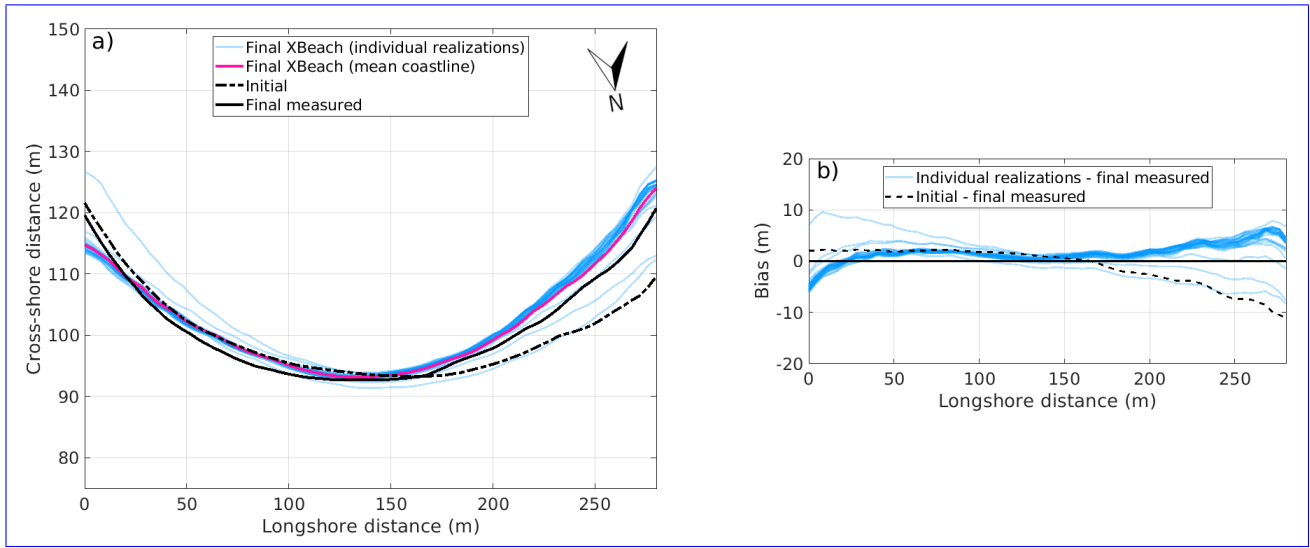 a)
Final XBeach (individual realizations)
Final XBeach (mean coastline)
Initial
Final measured
N
150
140
130
120
110
100
90
80
0 50 100 150 200 250
Cross-shore distance (m)
Longshore distance (m)
b)
Individual realizations - final measured
Initial - final measured
20
10
0
-10
-20
0 50 100 150 200 250
Bias (m)
Longshore distance (m)